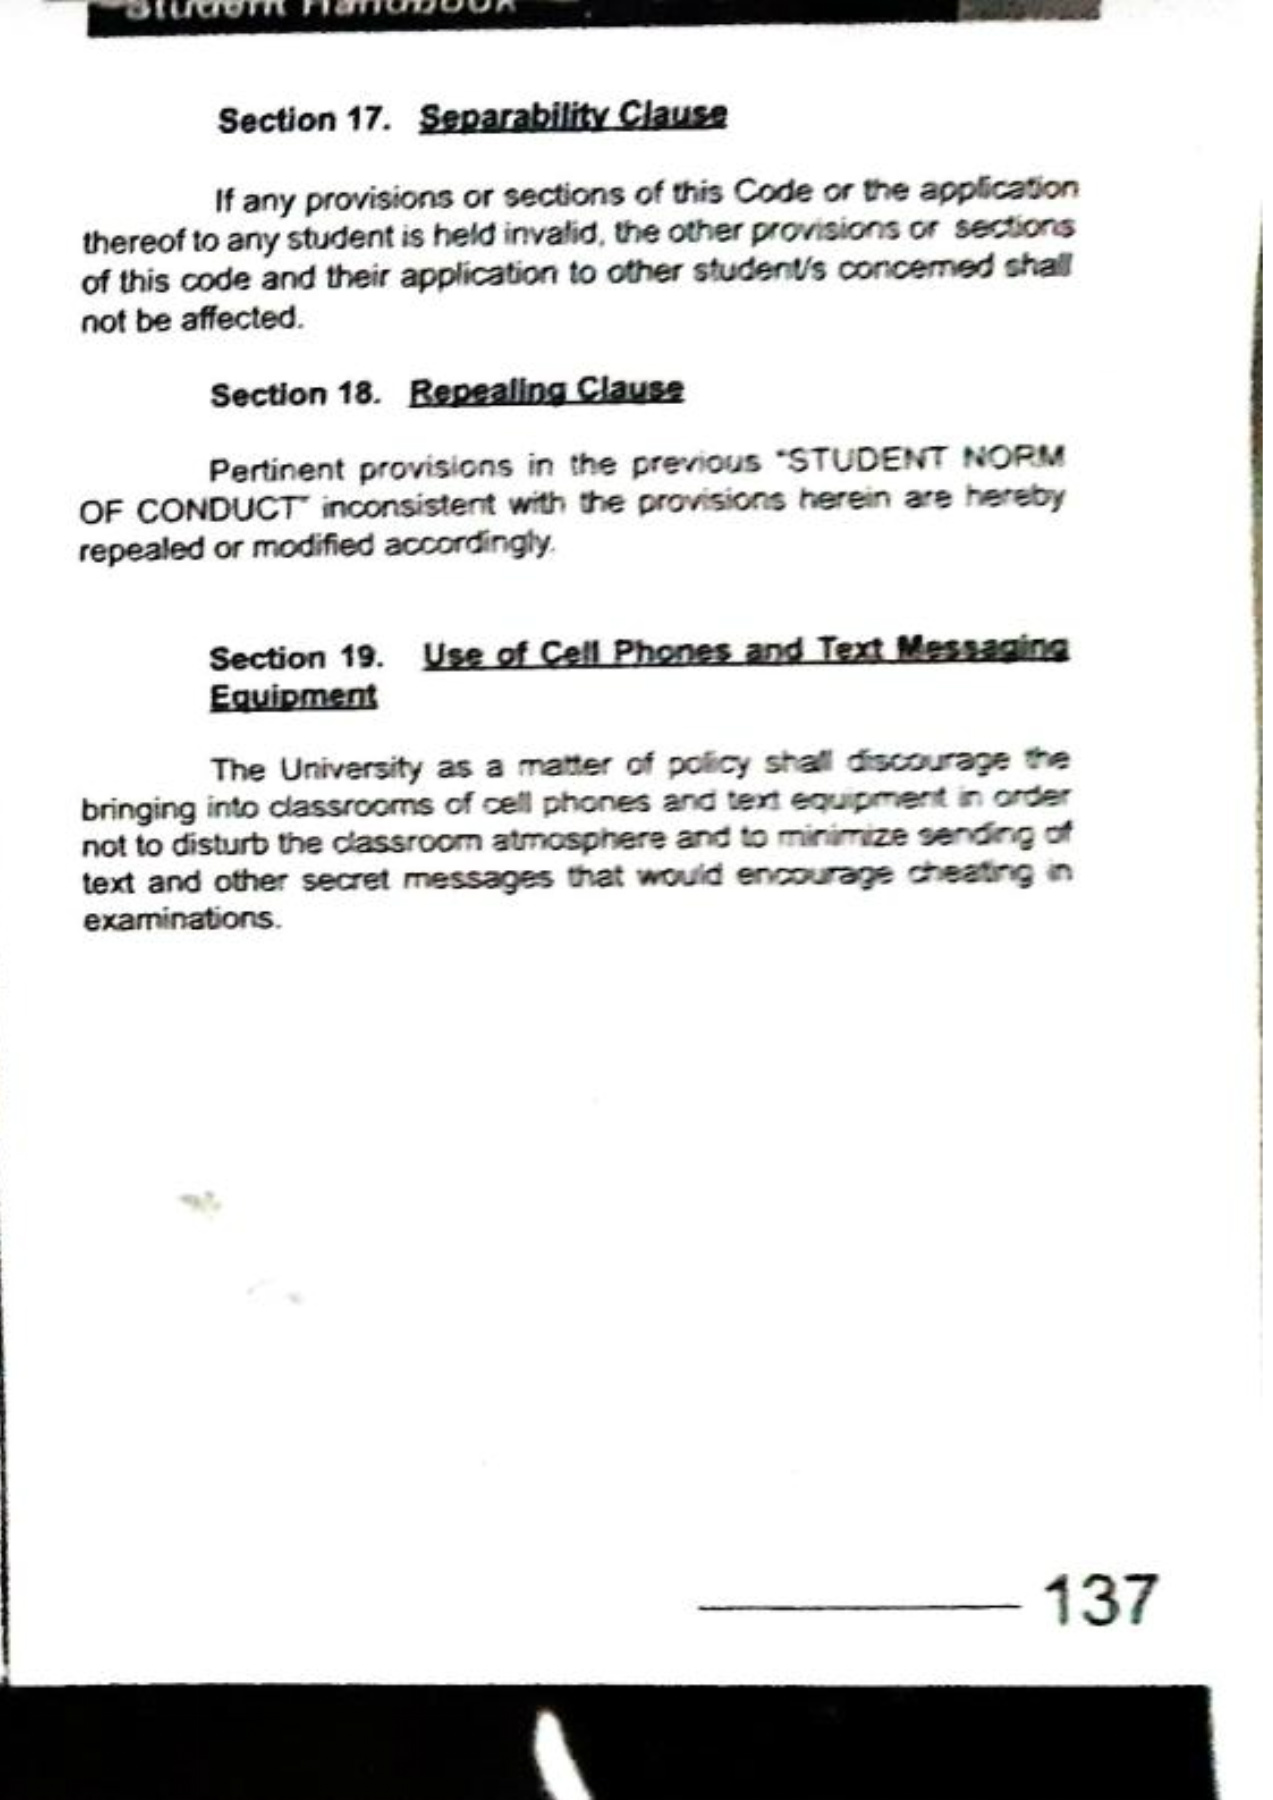 Student Handbook
Section 17. Separability Clause
If any provisions or sections of this Code or the application
thereof to any student is held invalid, the other provisions or sections
of this code and their application to other student/s concerned shall
not be affected.
Section 18. Repealing Clause
Pertinent provisions in the previous "STUDENT NORM
OF CONDUCT" inconsistent with the provisions herein are hereby
repealed or modified accordingly.
Section 19. Use of Cell Phones and Text Messaging
Equipment
The University as a matter of policy shall discourage the
bringing into classrooms of cell phones and text equipment in order
not to disturb the classroom atmosphere and to minimize sending of
text and other secret messages that would encourage cheating in
examinations.
137